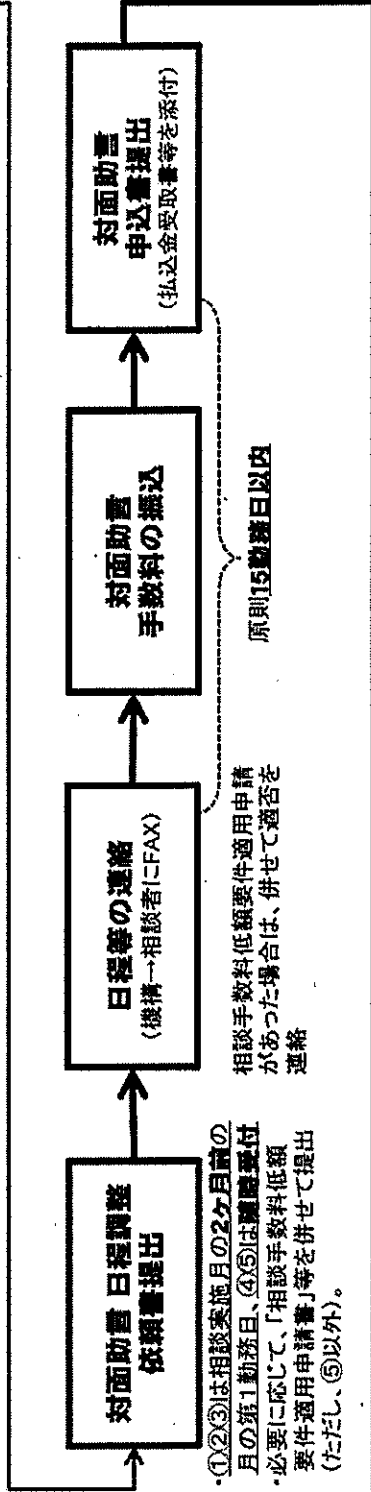 対面助言 日程調整
依頼書提出
・①②③は相談実施月の2ヶ月前の
月の第1勤務日、④⑤は随時受付
・必要に応じて、「相談手数料低額
要件適用申請書」等を併せて提出
(ただし、⑤以外)。
日程等の連絡
(機構→相談者にFAX)
相談手数料低額要件適用申請
があった場合は、併せて適否を
連絡
対面助言
手数料の振込
原則15勤務日以内
対面助言
申込書提出
(払込金受取書等を添付)